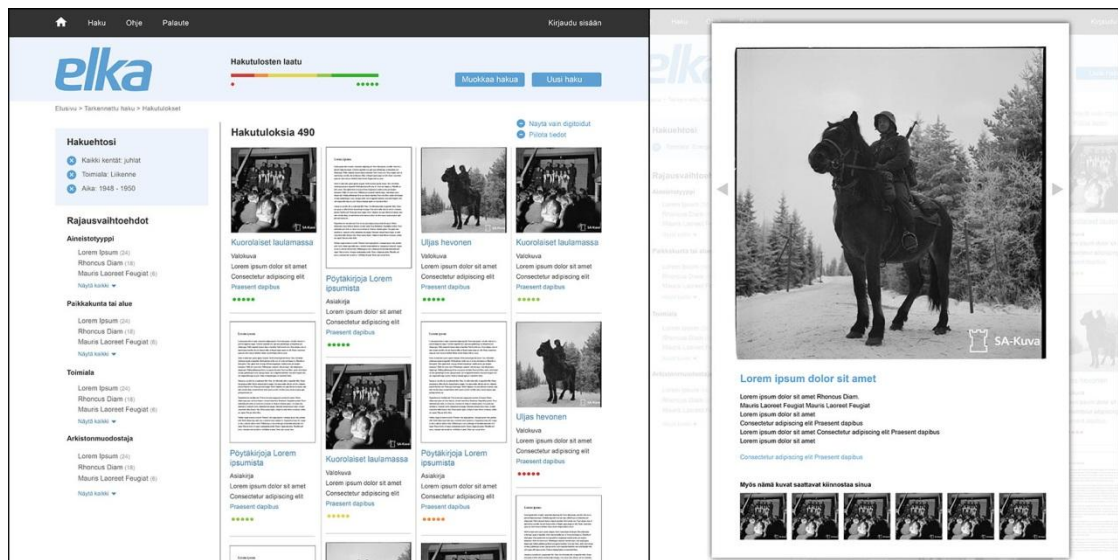 Haku Ohje Palaute Kirjaudu sisään
elka
Hakutulosten laatu
Muokkaa hakua Uusi haku
Etusivu > Tarkennettu haku > Hakutulokset
Hakuehtosi
Kaikki kentät: juhlat
Toimiala: Liikenne
Aika: 1948 - 1950
Rajausvaihtoehdot
Aineistotyyppi
Lorem Ipsum (24)
Rhoncus Diam (18)
Mauris Laoreet Feugiat (6)
Näytä kaikki
Paikkakunta tai alue
Lorem Ipsum (24)
Rhoncus Diam (18)
Mauris Laoreet Feugiat (6)
Näytä kaikki
Toimiala
Lorem Ipsum (24)
Rhoncus Diam (18)
Mauris Laoreet Feugiat (6)
Näytä kaikki
Arkistonmuodostaja
Lorem Ipsum (24)
Rhoncus Diam (18)
Mauris Laoreet Feugiat (6)
Näytä kaikki
Hakutuloksia 490
Näytä vain digitoidut
Piilota tiedot
Kuorolaiset laulamassa
Valokuva
Lorem ipsum dolor sit amet
Consectetur adipiscing elit
Praesent dapibus
Pöytäkirjoja Lorem
ipsumista
Asiakirja
Lorem ipsum dolor sit amet
Consectetur adipiscing elit
Praesent dapibus
Uljas hevonen
Valokuva
Lorem ipsum dolor sit amet
Consectetur adipiscing elit
Praesent dapibus
Kuorolaiset laulamassa
Valokuva
Lorem ipsum dolor sit amet
Consectetur adipiscing elit
Praesent dapibus
Pöytäkirjoja Lorem
ipsumista
Asiakirja
Lorem ipsum dolor sit amet
Consectetur adipiscing elit
Praesent dapibus
Kuorolaiset laulamassa
Valokuva
Lorem ipsum dolor sit amet
Consectetur adipiscing elit
Praesent dapibus
Pöytäkirjoja Lorem
ipsumista
Asiakirja
Lorem ipsum dolor sit amet
Consectetur adipiscing elit
Praesent dapibus
Uljas hevonen
Valokuva
Lorem ipsum dolor sit amet
Consectetur adipiscing elit
Praesent dapibus
SA-Kuva
Lorem ipsum dolor sit amet
Lorem ipsum dolor sit amet Rhoncus Diam.
Mauris Laoreet Feugiat Mauris Laoreet Feugiat
Lorem ipsum dolor sit amet
Consectetur adipiscing elit Praesent dapibus
Lorem ipsum dolor sit amet Consectetur adipiscing elit Praesent dapibus
Lorem ipsum dolor sit amet
Consectetur adipiscing elit Praesent dapibus
Myös nämä kuvat saattavat kiinnostaa sinua